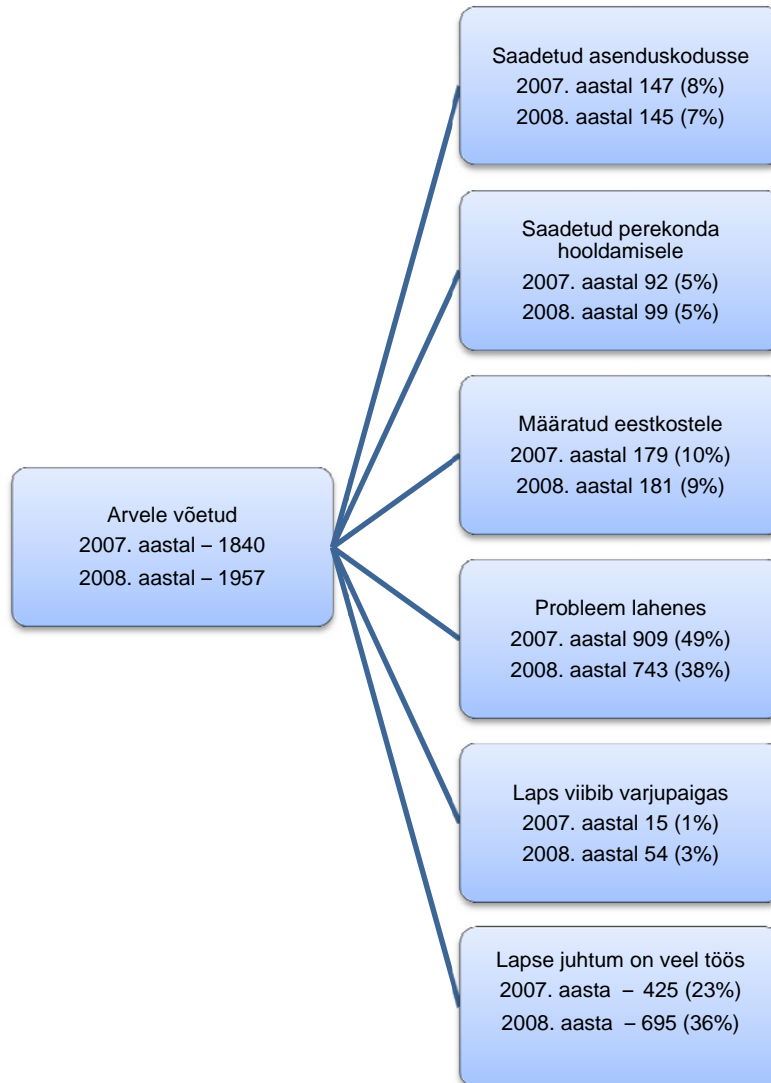 Saadetud asenduskodusse
2007. aastal 147 (8%)
2008. aastal 145 (7%)
Saadetud perekonda
hooldamisele
2007. aastal 92 (5%)
2008. aastal 99 (5%)
Määratud eestkostele
2007. aastal 179 (10%)
2008. aastal 181 (9%)
Arvele võetud
2007. aastal – 1840
2008. aastal – 1957
Probleem lahenes
2007. aastal 909 (49%)
2008. aastal 743 (38%)
Laps viibib varjupaigas
2007. aastal 15 (1%)
2008. aastal 54 (3%)
Lapse juhtum on veel töös
2007. aasta – 425 (23%)
2008. aasta – 695 (36%)